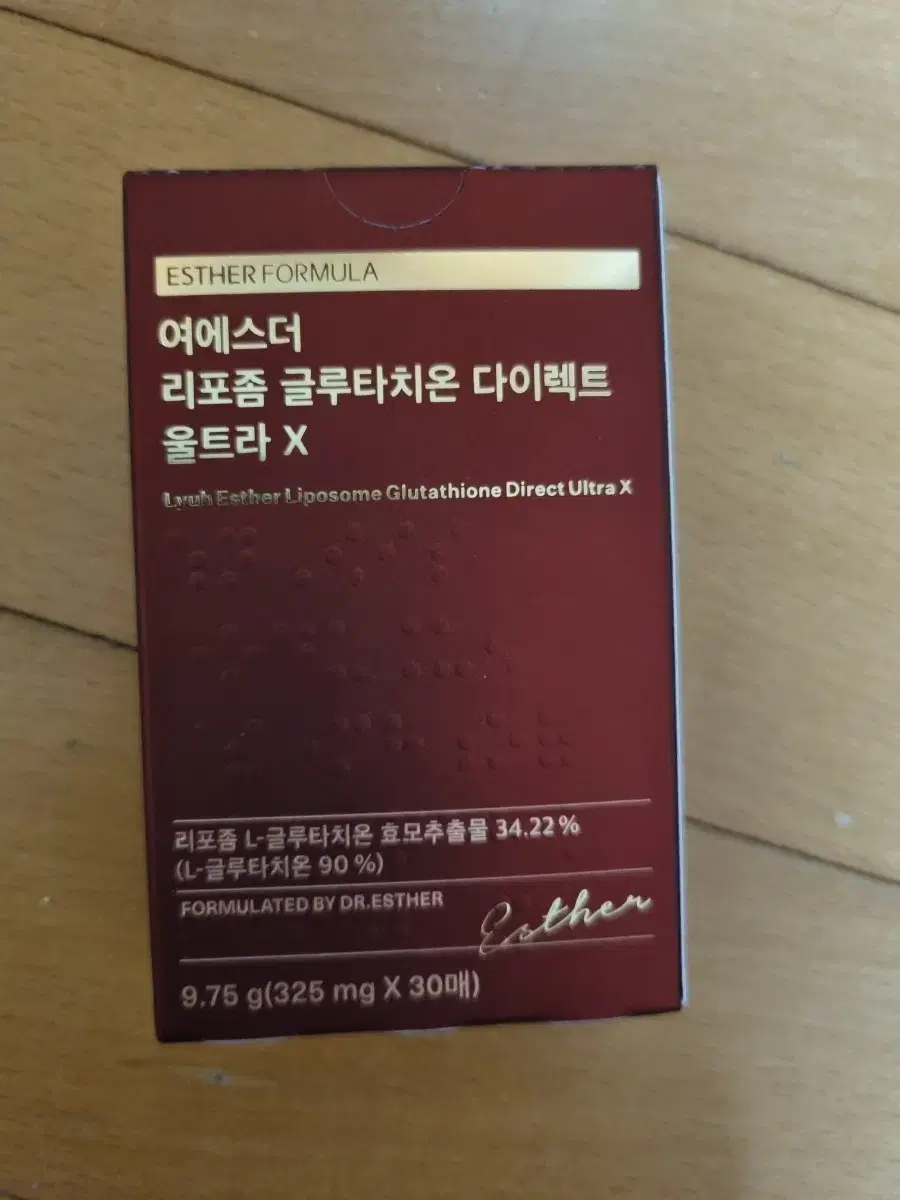 ESTHER FORMULA
여에스더
리포좀 글루타치온 다이렉트
울트라 X
Lyuh Esther Liposome Glutathione Direct Ultra X
리포좀 L-글루타치온 효모추출물 34.22%
(L-글루타치온 90 %)
FORMULATED BY DR.ESTHER
Esther
9.75 g(325 mg X 30매)